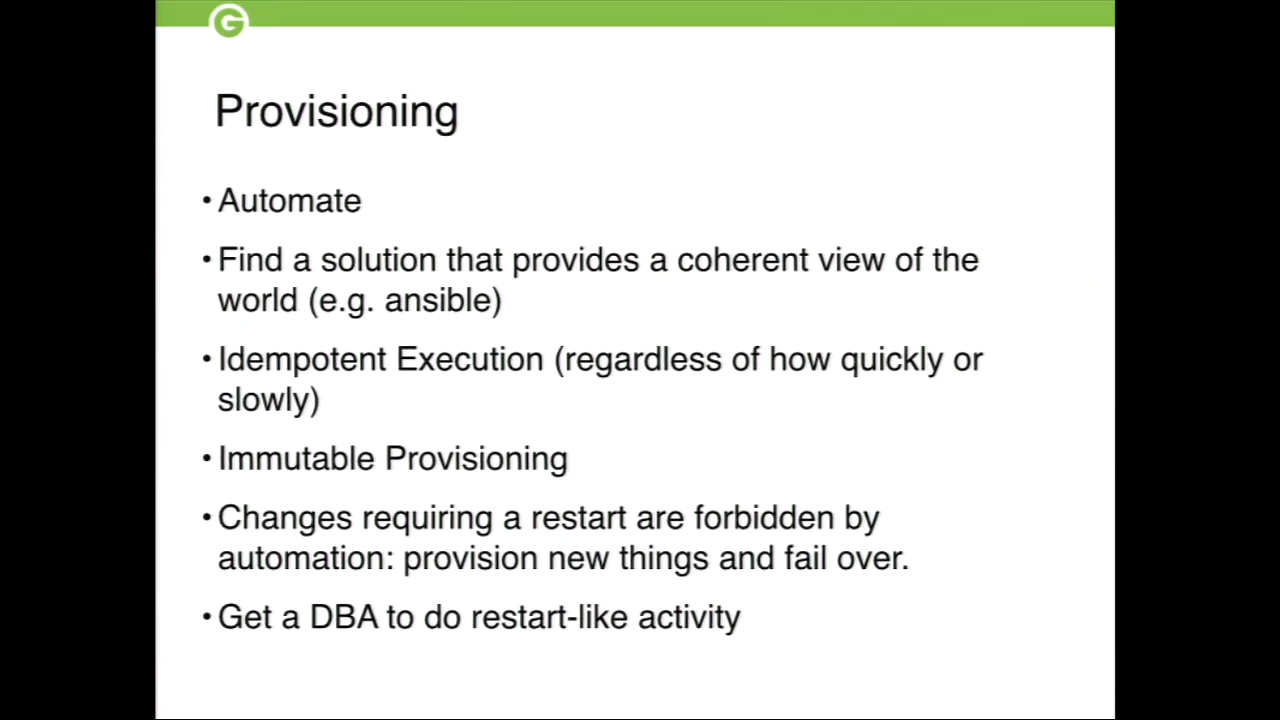 G
Provisioning
• Automate
• Find a solution that provides a coherent view of the
world (e.g. ansible)
• Idempotent Execution (regardless of how quickly or
slowly)
• Immutable Provisioning
• Changes requiring a restart are forbidden by
automation: provision new things and fail over.
• Get a DBA to do restart-like activity